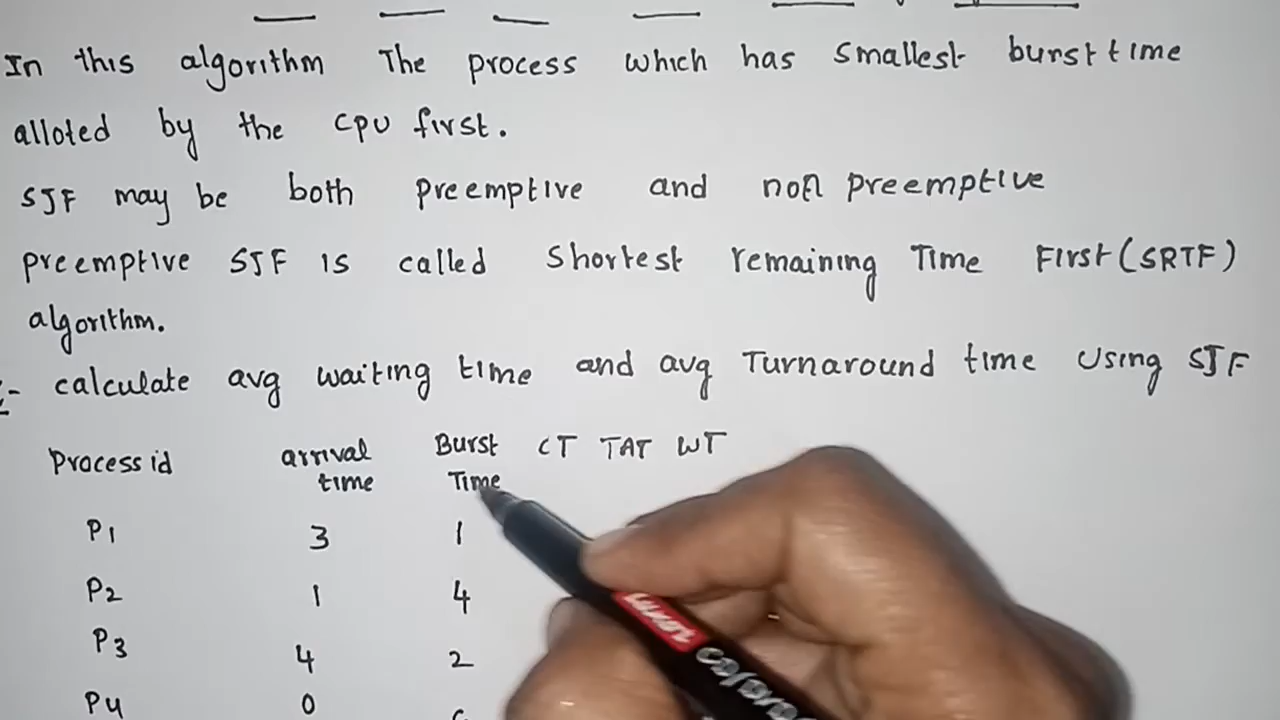 In this algorithm The process which has smallest burst time
alloted by the CPU first.
SJF may be both preemptive and non preemptive
preemptive SJF is called shortest remaining Time First (SRTF)
algorithm.
calculate avg waiting time and avg Turnaround time using SJF
Process id arrival time Burst Time CT TAT WT
P1 3 1
P2 1 4
P3 4 2
P4 0